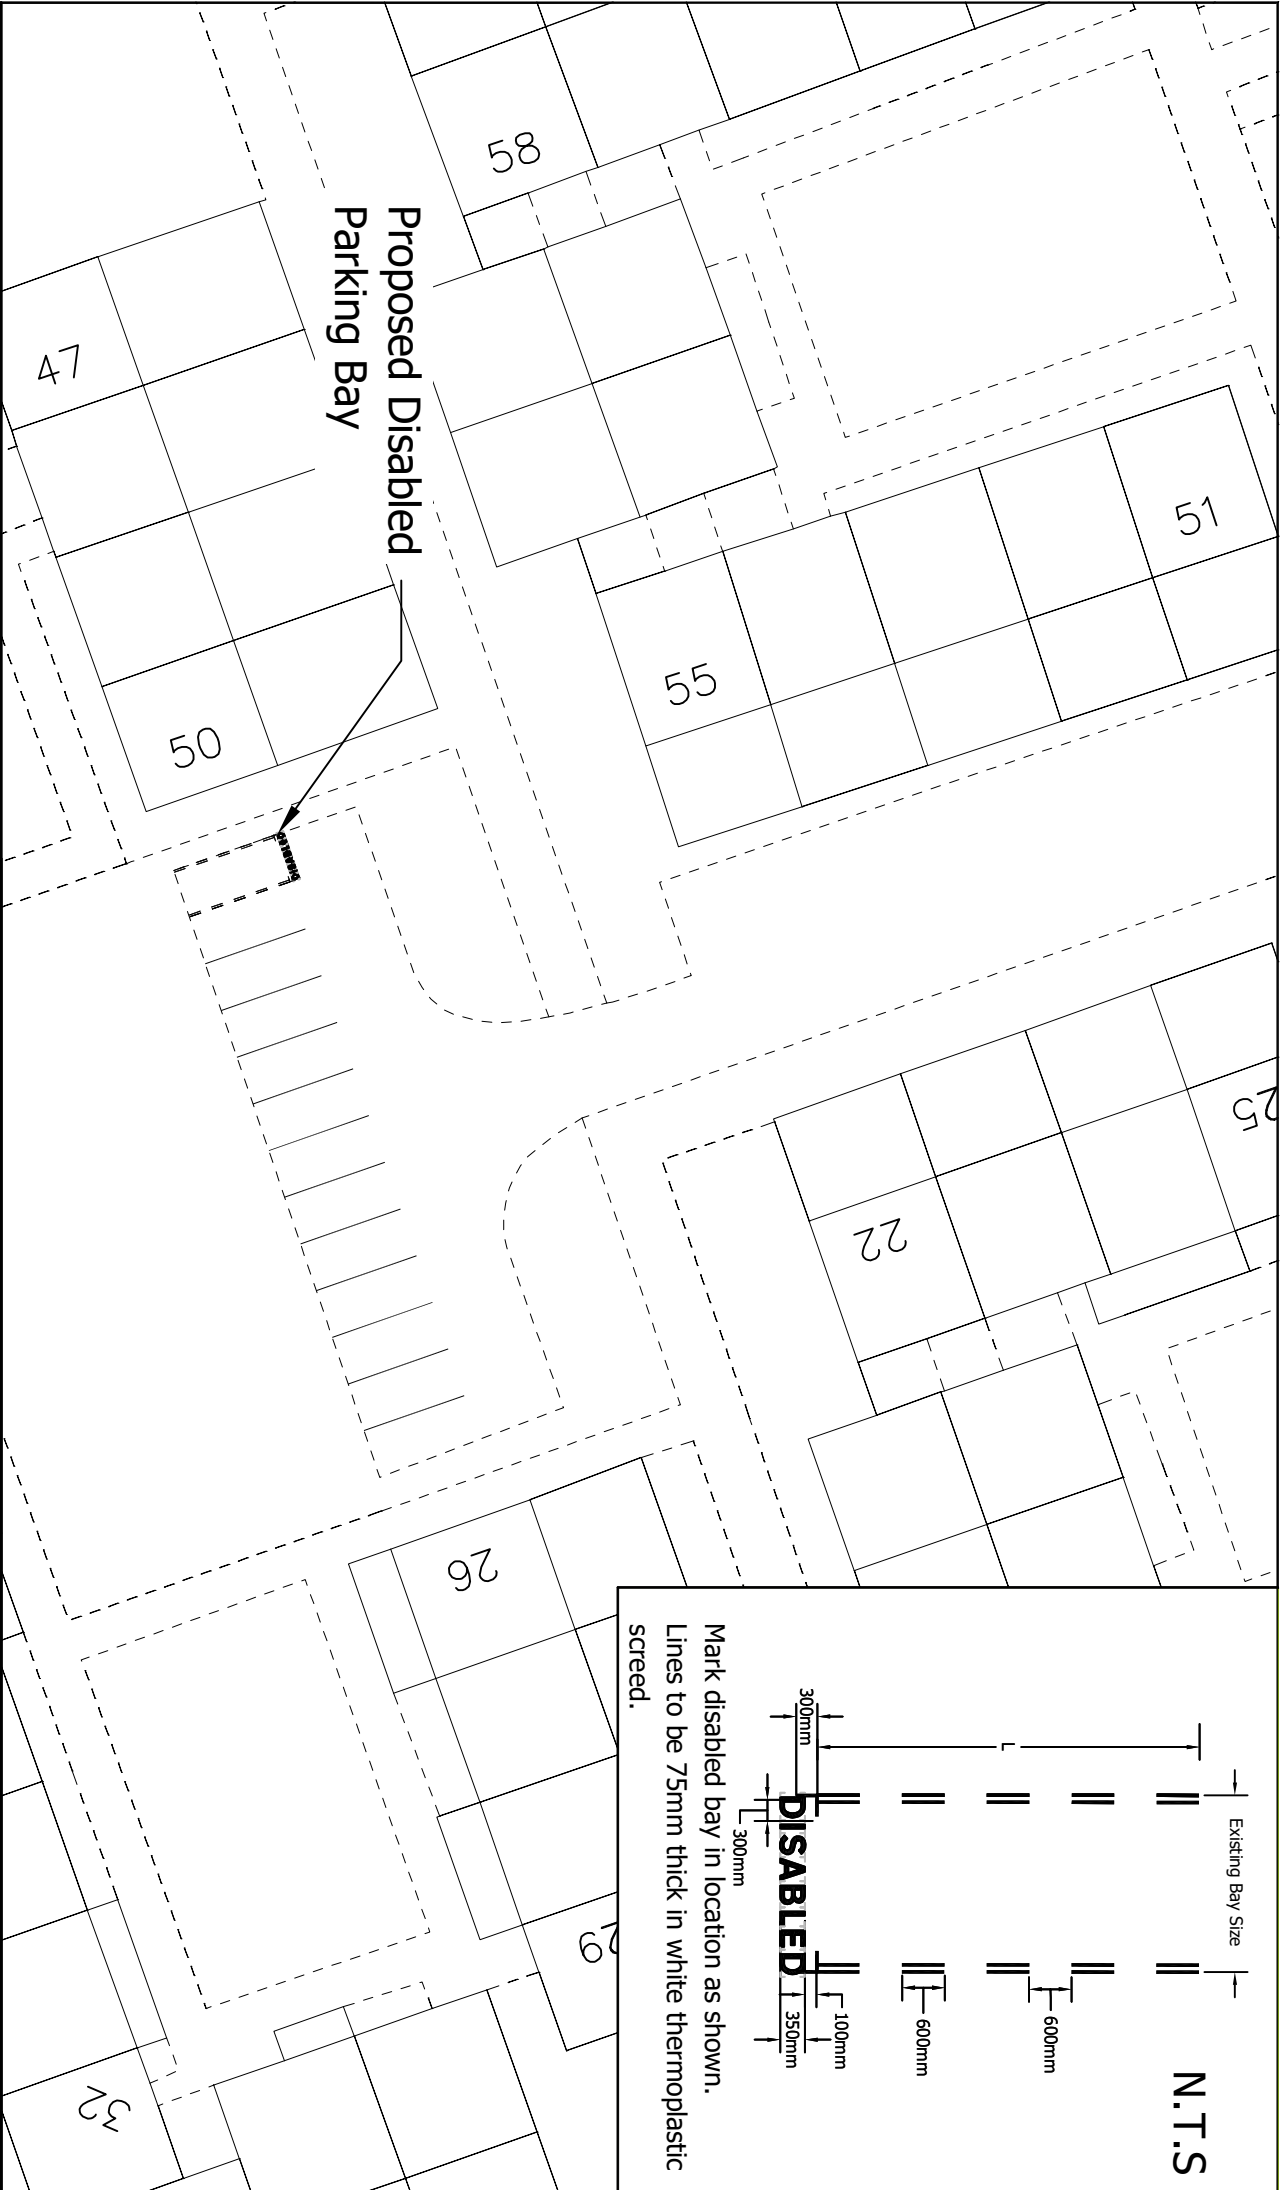 58
47
Proposed Disabled
Parking Bay
51
55
50
25
22
26
29
32
N.T.S
Existing Bay Size
L
600mm
600mm
300mm
100mm
DISABLED
350mm
300mm
Mark disabled bay in location as shown.
Lines to be 75mm thick in white thermoplastic
screed.
DISABLED